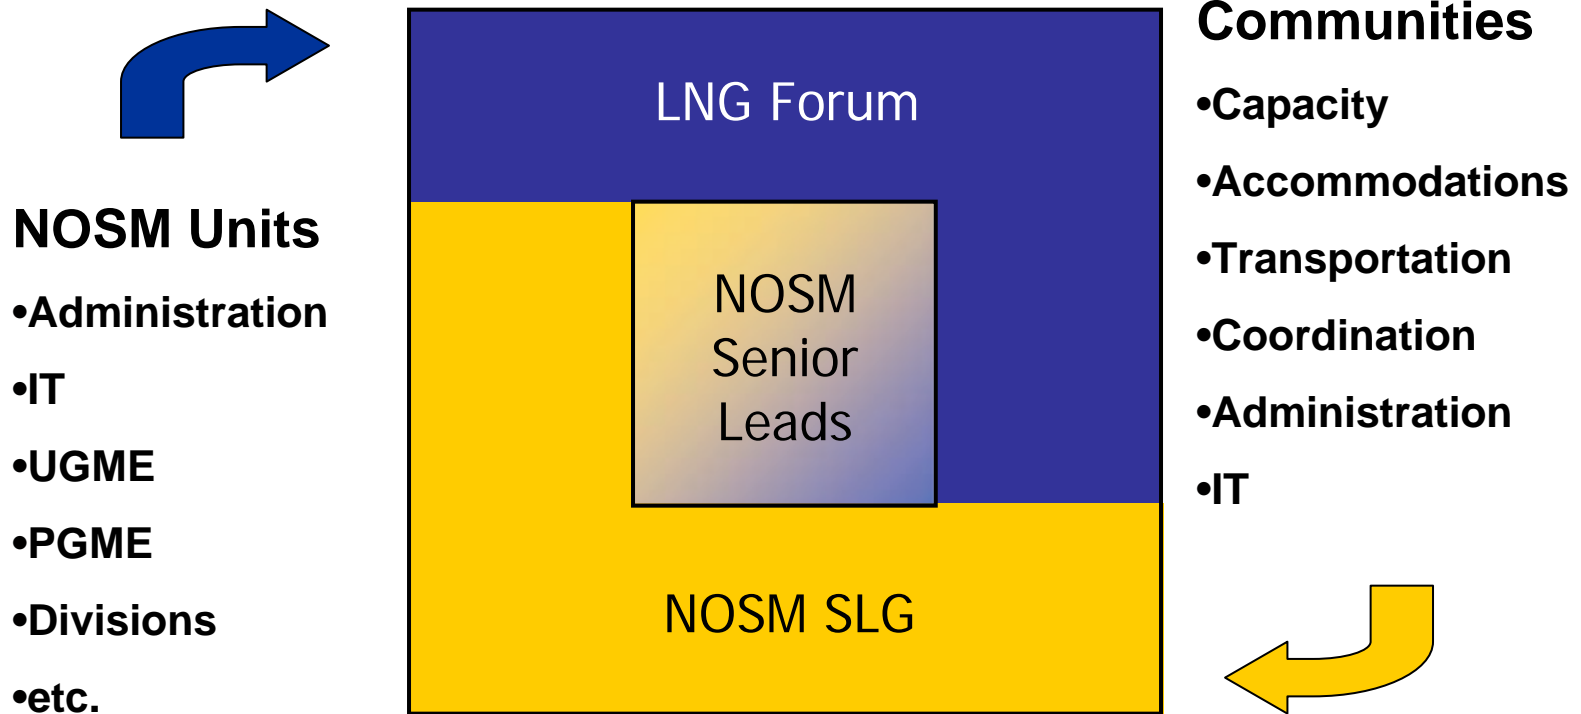 NOSM Units
•Administration
•IT
•UGME
•PGME
•Divisions
•etc.
LNG Forum
NOSM
Senior
Leads
NOSM SLG
Communities
•Capacity
•Accommodations
•Transportation
•Coordination
•Administration
•IT